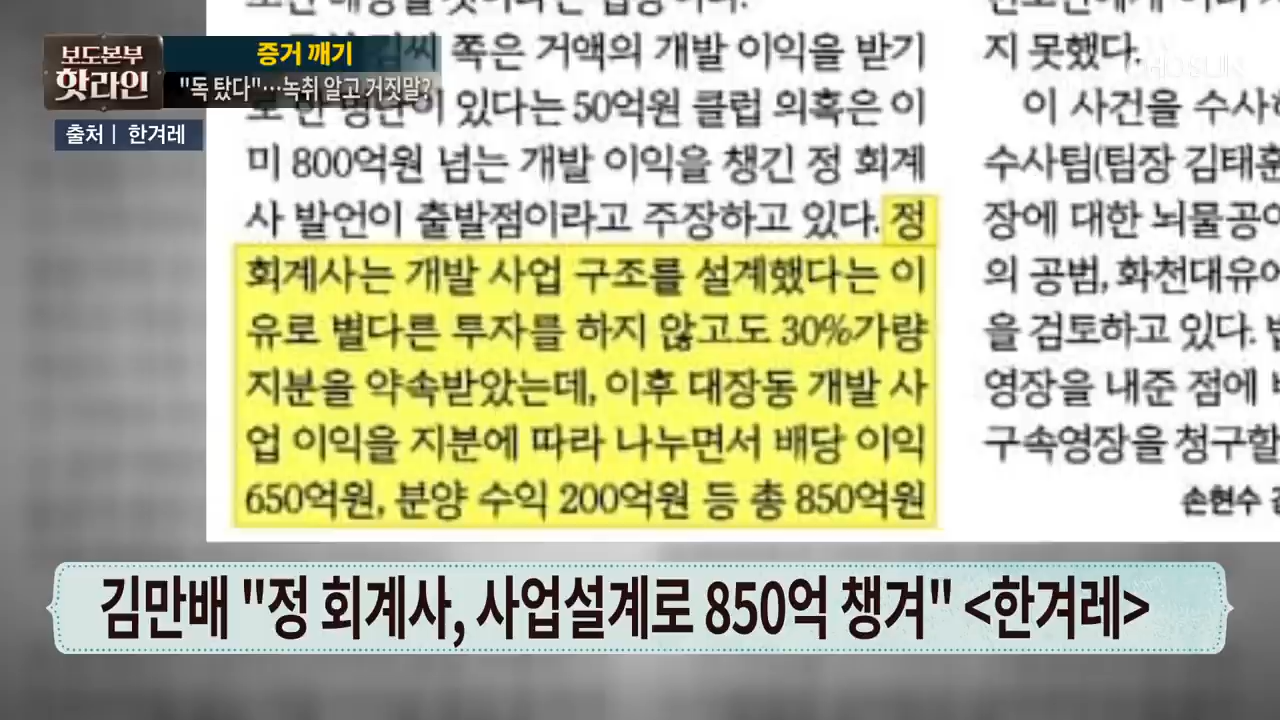 보도본부
핫라인
증거 깨기
"독 탔다"…녹취 알고 거짓말?
출처ㅣ 한겨레
쪽은 거액의 개발 이익을 받기
있다는 50억원 클럽 의혹은 이
미 800억원 넘는 개발 이익을 챙긴 정 회계
사 발언이 출발점이라고 주장하고 있다. 정
회계사는 개발 사업 구조를 설계했다는 이
유로 별다른 투자를 하지 않고도 30%가량
지분을 약속받았는데, 이후 대장동 개발 사
업 이익을 지분에 따라 나누면서 배당 이익
650억원, 분양 수익 200억원 등 총 850억원
지 못했다.
이 사건을 수사
수사팀(팀장 김태훈
장에 대한 뇌물공
의 공범, 화천대유
을 검토하고 있다.
영장을 내준 점에
구속영장을 청구할
손현수
김만배 "정 회계사, 사업설계로 850억 챙겨" <한겨레>